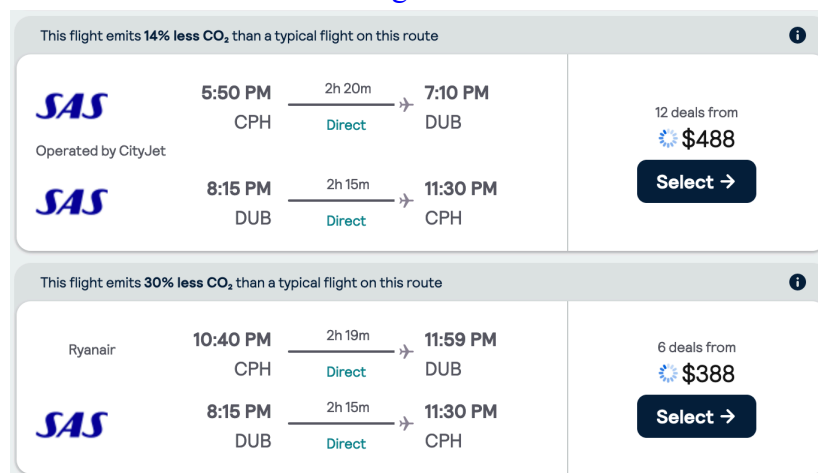 This flight emits 14% less CO₂ than a typical flight on this route
SAS
5:50 PM 2h 20m 7:10 PM
CPH Direct DUB
Operated by CityJet
SAS
8:15 PM 2h 15m 11:30 PM
DUB Direct CPH
12 deals from
$488
Select →
This flight emits 30% less CO₂ than a typical flight on this route
Ryanair
10:40 PM 2h 19m 11:59 PM
CPH Direct DUB
SAS
8:15 PM 2h 15m 11:30 PM
DUB Direct CPH
6 deals from
$388
Select →